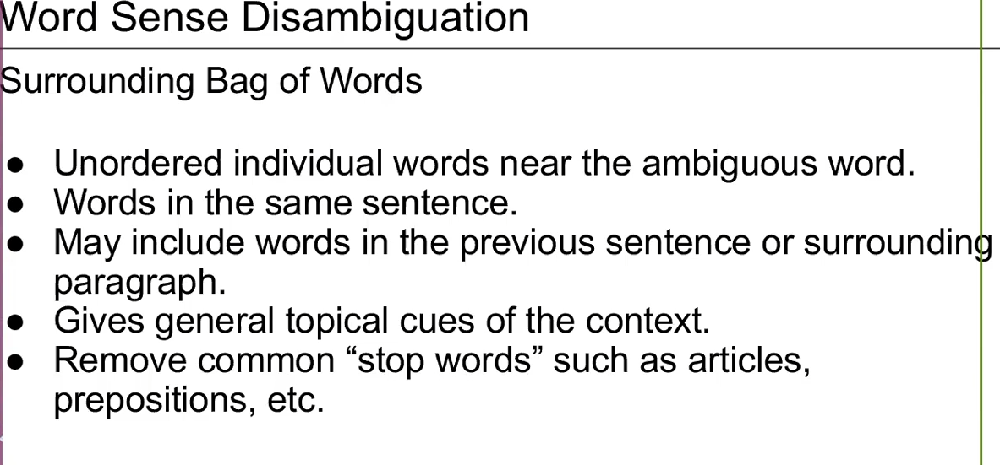 Word Sense Disambiguation
Surrounding Bag of Words
● Unordered individual words near the ambiguous word.
● Words in the same sentence.
● May include words in the previous sentence or surrounding
paragraph.
● Gives general topical cues of the context.
● Remove common “stop words” such as articles,
prepositions, etc.